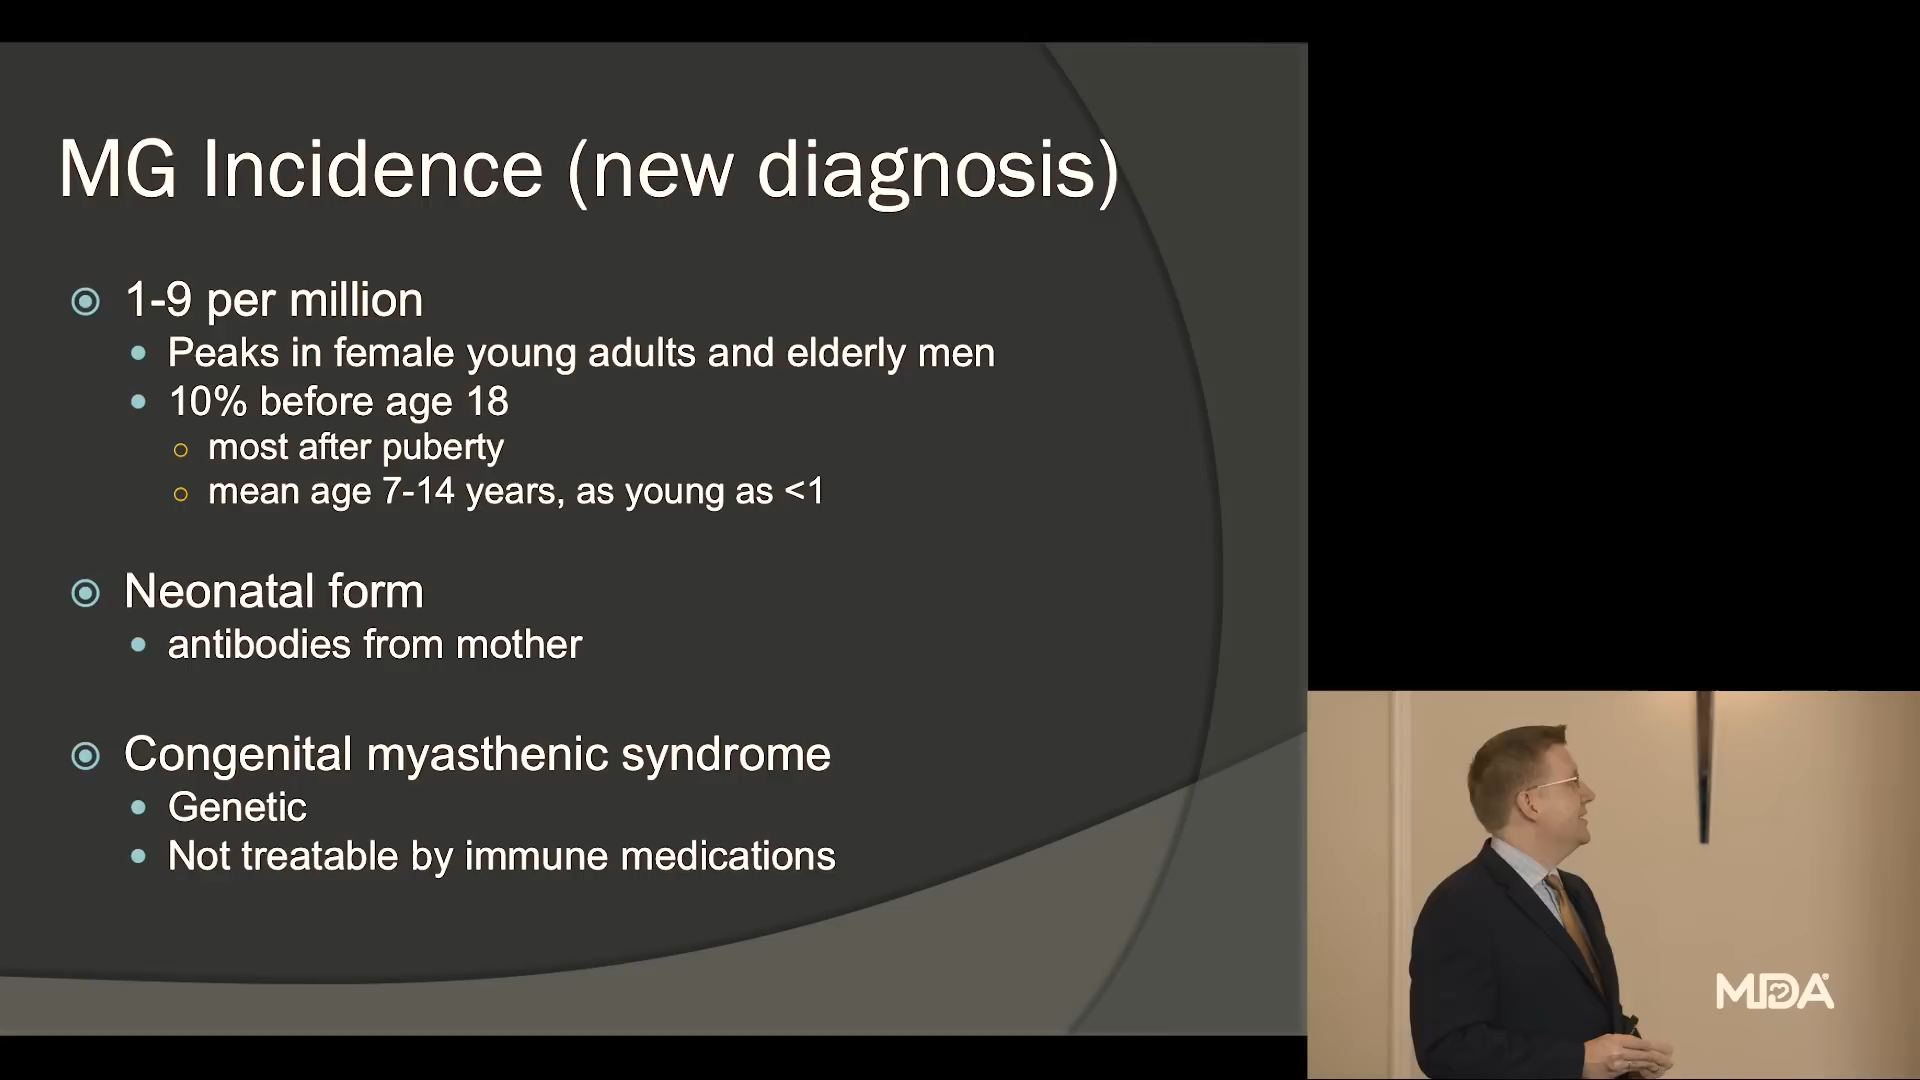 MG Incidence (new diagnosis)
1-9 per million
Peaks in female young adults and elderly men
10% before age 18
most after puberty
mean age 7-14 years, as young as <1
Neonatal form
antibodies from mother
Congenital myasthenic syndrome
Genetic
Not treatable by immune medications
MDA